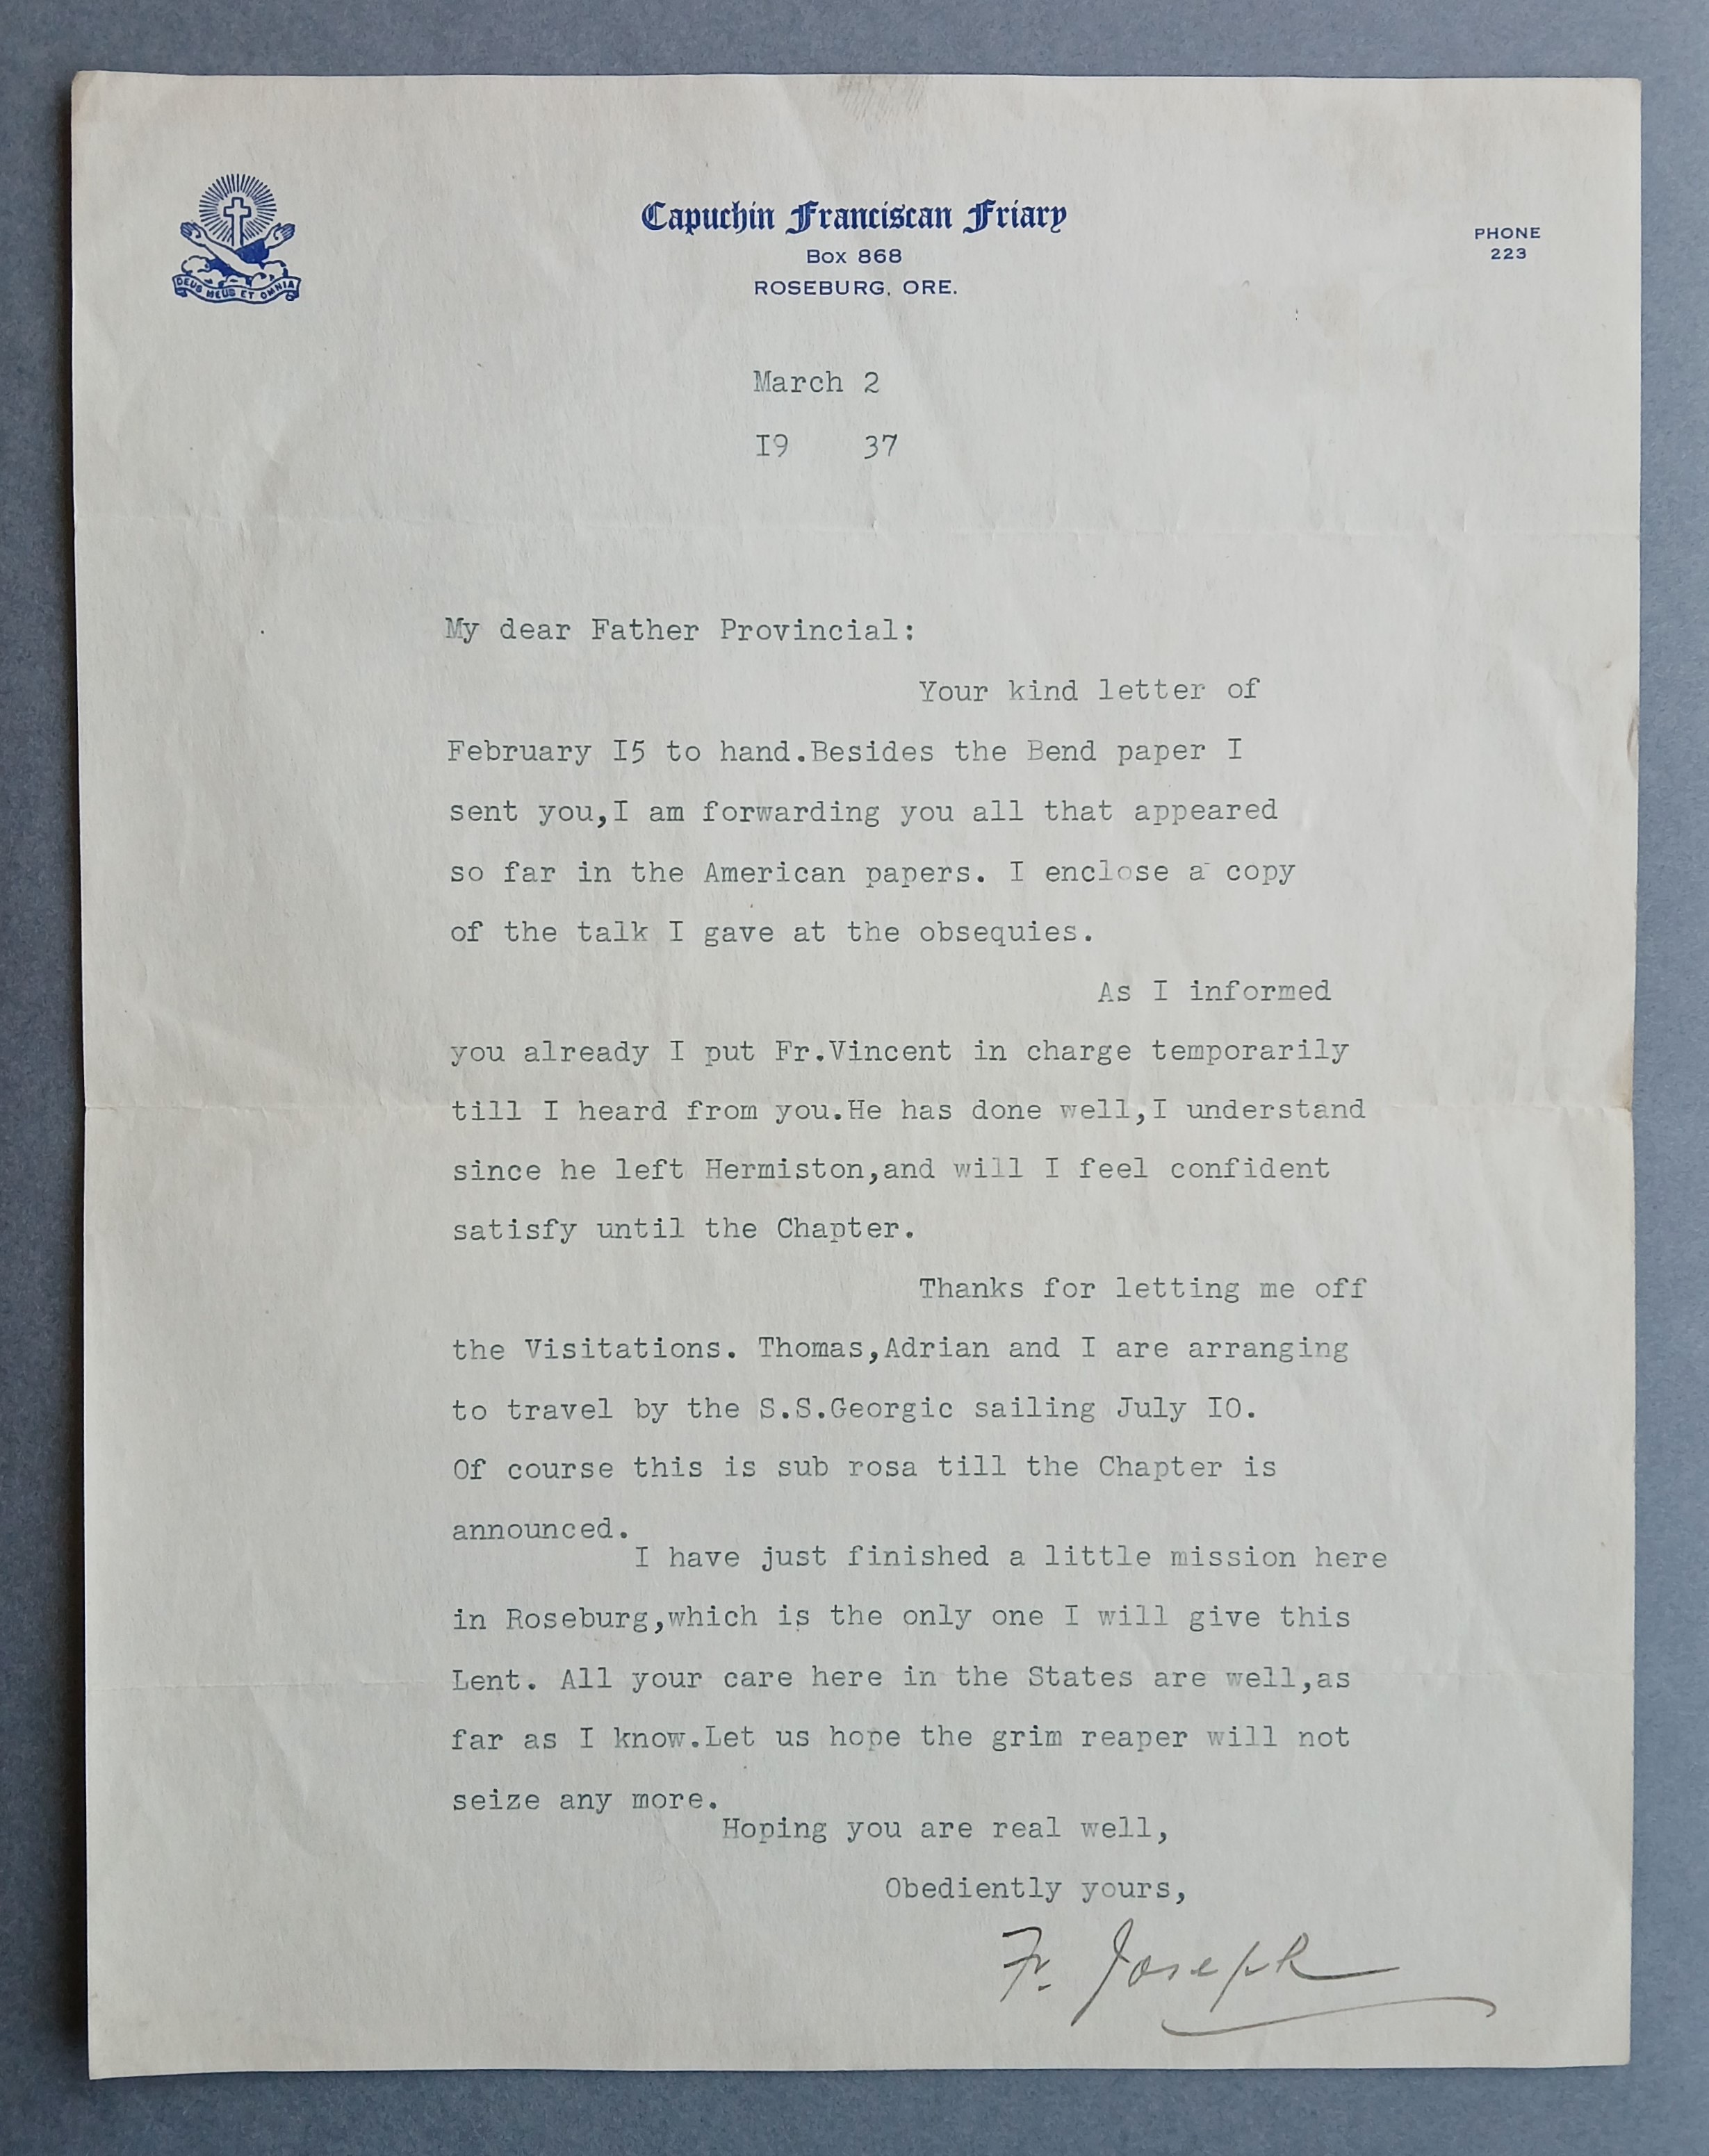 DEUS MEUS ET OMNIA
Capuchin Franciscan Friary
Box 868
ROSEBURG, ORE.
PHONE
223
March 2
I9 37
My dear Father Provincial:
Your kind letter of
February I5 to hand.Besides the Bend paper I
sent you,I am forwarding you all that appeared
so far in the American papers. I enclose a copy
of the talk I gave at the obsequies.
As I informed
you already I put Fr.Vincent in charge temporarily
till I heard from you.He has done well,I understand
since he left Hermiston,and will I feel confident
satisfy until the Chapter.
Thanks for letting me off
the Visitations. Thomas,Adrian and I are arranging
to travel by the S.S.Georgic sailing July IO.
Of course this is sub rosa till the Chapter is
announced.
I have just finished a little mission here
in Roseburg,which is the only one I will give this
Lent. All your care here in the States are well,as
far as I know.Let us hope the grim reaper will not
seize any more.
Hoping you are real well,
Obediently yours,
Fr. Joseph